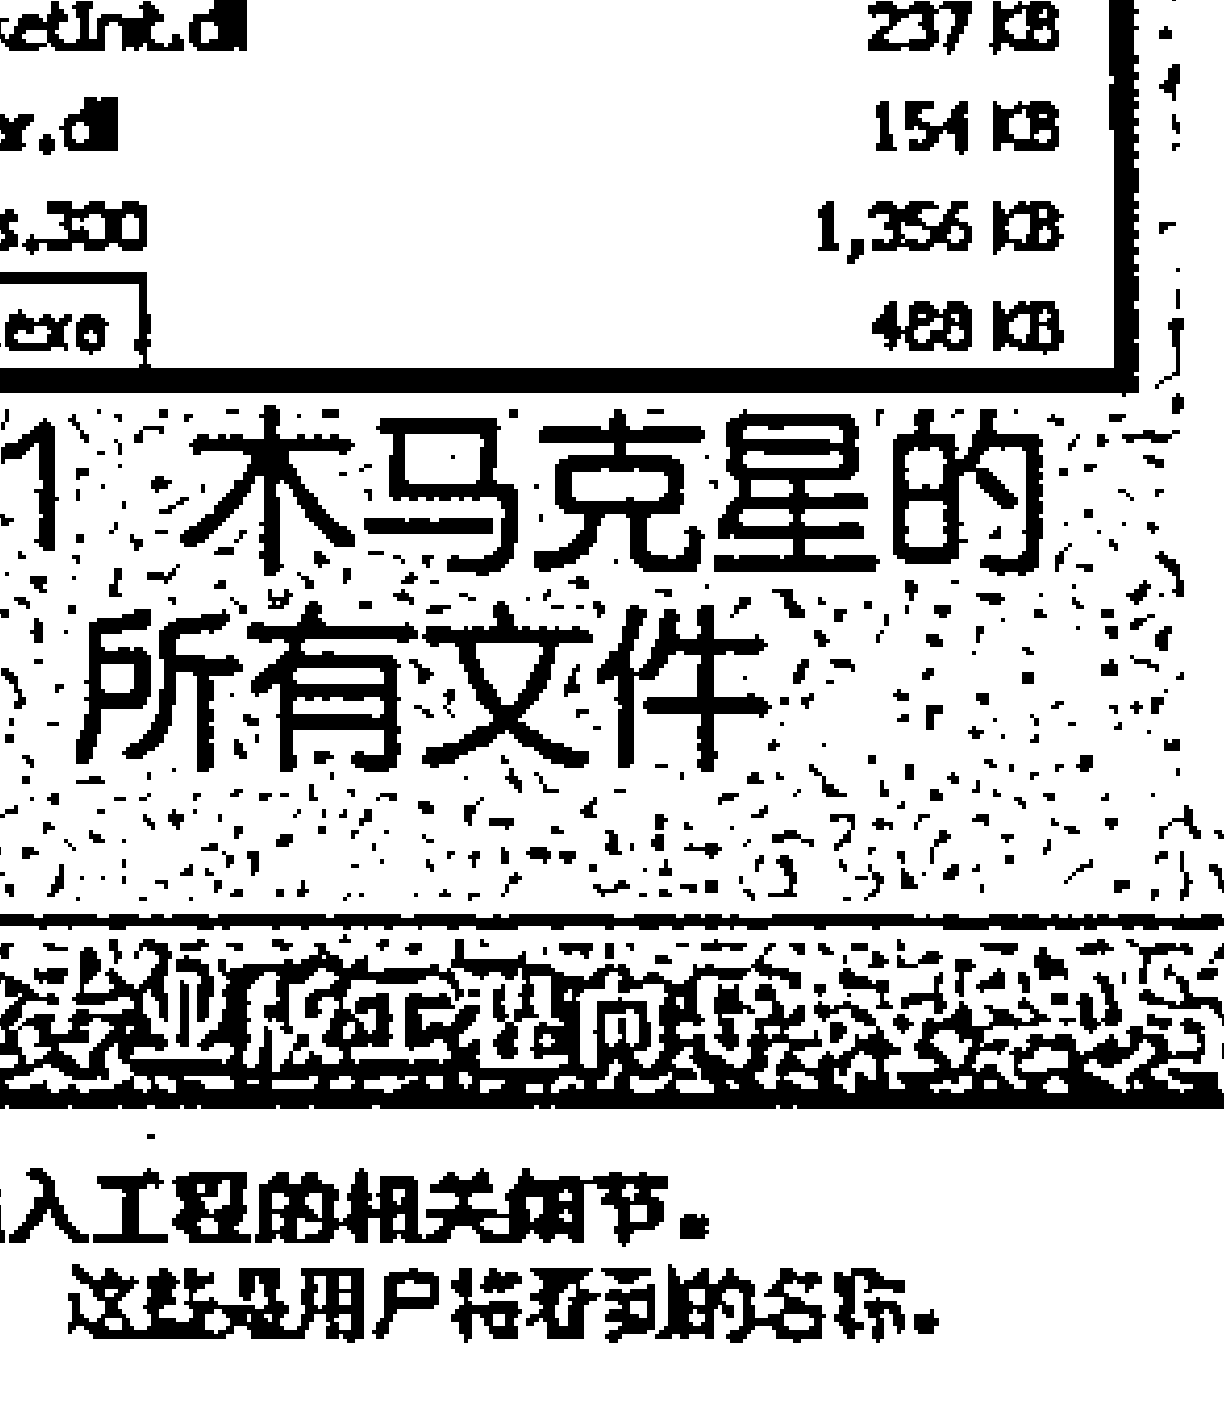 etint.dll 237 KB
r.dll 154 KB
s.300 1,356 KB
exe 488 KB
1 木马克星的
所有文件
入工程的相关细节。
这些是用户将看到的名称。